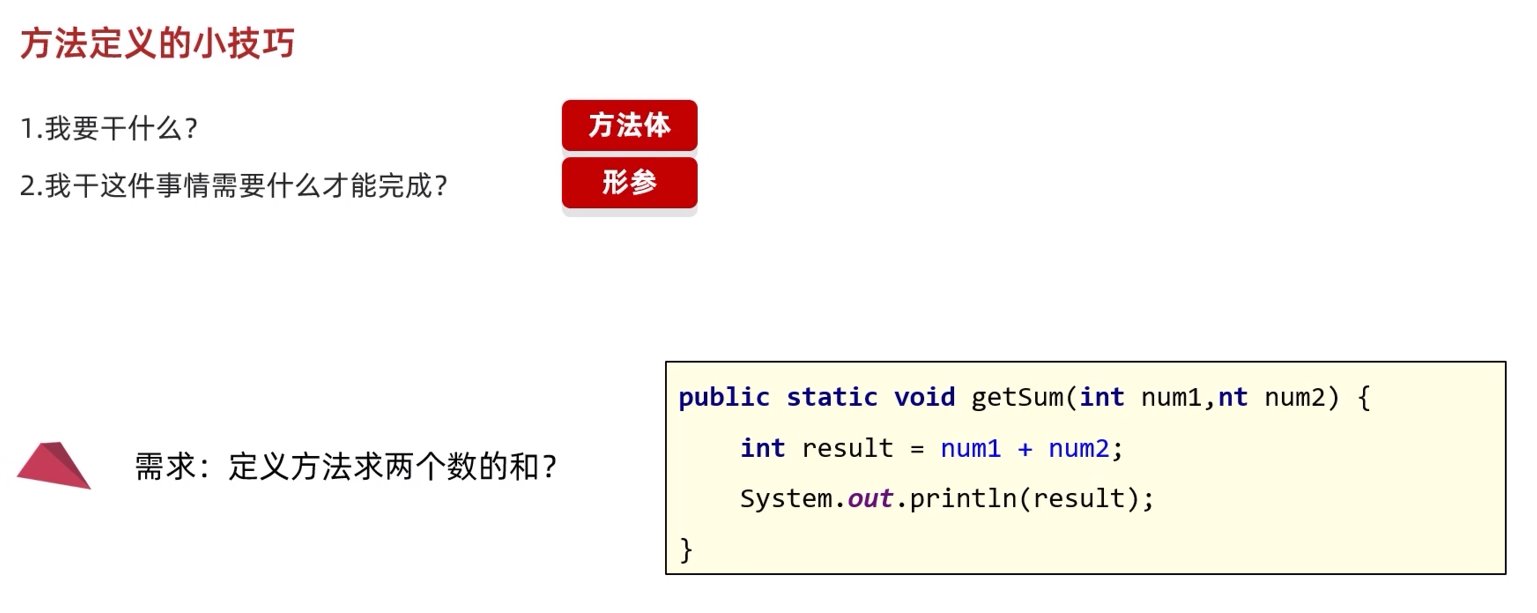 方法定义的小技巧
1.我要干什么？ 方法体
2.我干这件事情需要什么才能完成？ 形参
需求：定义方法求两个数的和？
public static void getSum(int num1,nt num2) {
int result = num1 + num2;
System.out.println(result);
}